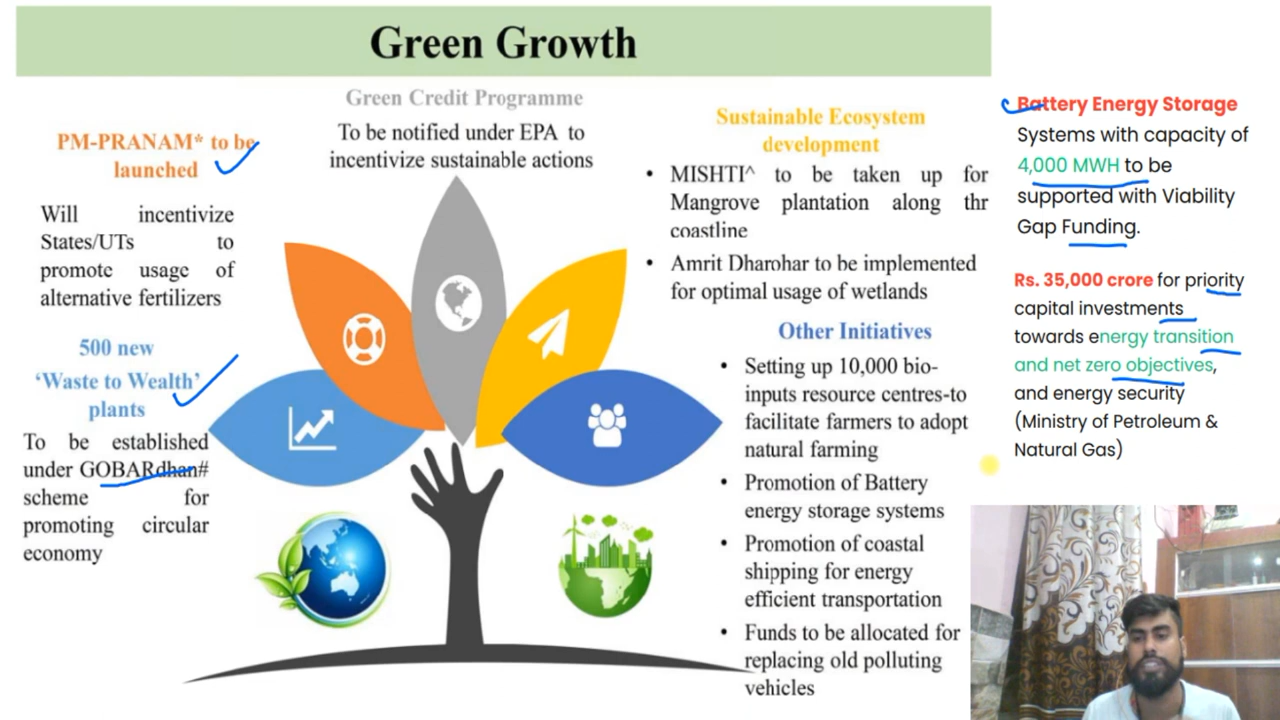 Green Growth
Green Credit Programme
To be notified under EPA to
incentivize sustainable actions
PM-PRANAM* to be
launched
Will incentivize
States/UTs to
promote usage of
alternative fertilizers
500 new
‘Waste to Wealth’
plants
To be established
under GOBARdhan#
scheme for
promoting circular
economy
Sustainable Ecosystem
development
• MISHTI^ to be taken up for
Mangrove plantation along thr
coastline
• Amrit Dharohar to be implemented
for optimal usage of wetlands
Other Initiatives
• Setting up 10,000 bio-
inputs resource centres-to
facilitate farmers to adopt
natural farming
• Promotion of Battery
energy storage systems
• Promotion of coastal
shipping for energy
efficient transportation
• Funds to be allocated for
replacing old polluting
vehicles
Battery Energy Storage
Systems with capacity of
4,000 MWH to be
supported with Viability
Gap Funding.
Rs. 35,000 crore for priority
capital investments
towards energy transition
and net zero objectives,
and energy security
(Ministry of Petroleum &
Natural Gas)